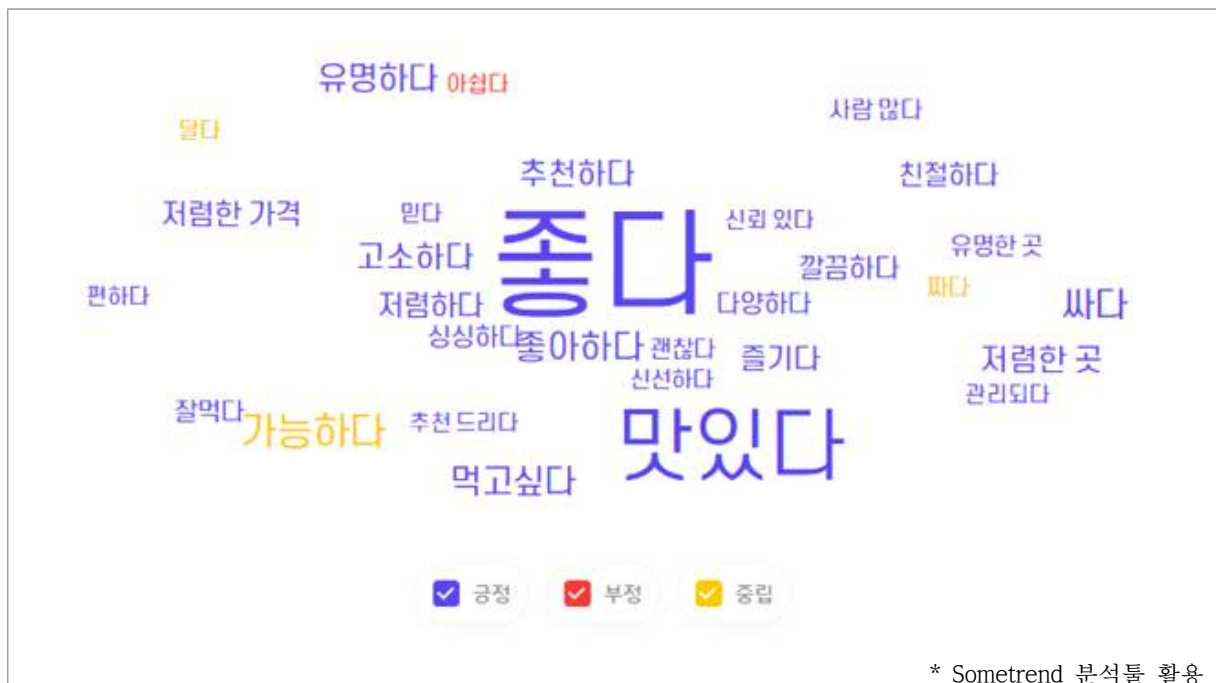 유명하다 아쉽다
사람 많다
달다
추천하다
친절하다
저렴한 가격
믿다
좋다
신뢰 있다
유명한 곳
고소하다
깔끔하다
짜다
편하다
저렴하다
다양하다
싸다
싱싱하다
좋아하다
괜찮다
즐기다
저렴한 곳
신선하다
관리되다
잘먹다
가능하다
추천 드리다
맛있다
먹고싶다
긍정 부정 중립
* Sometrend 분석툴 활용